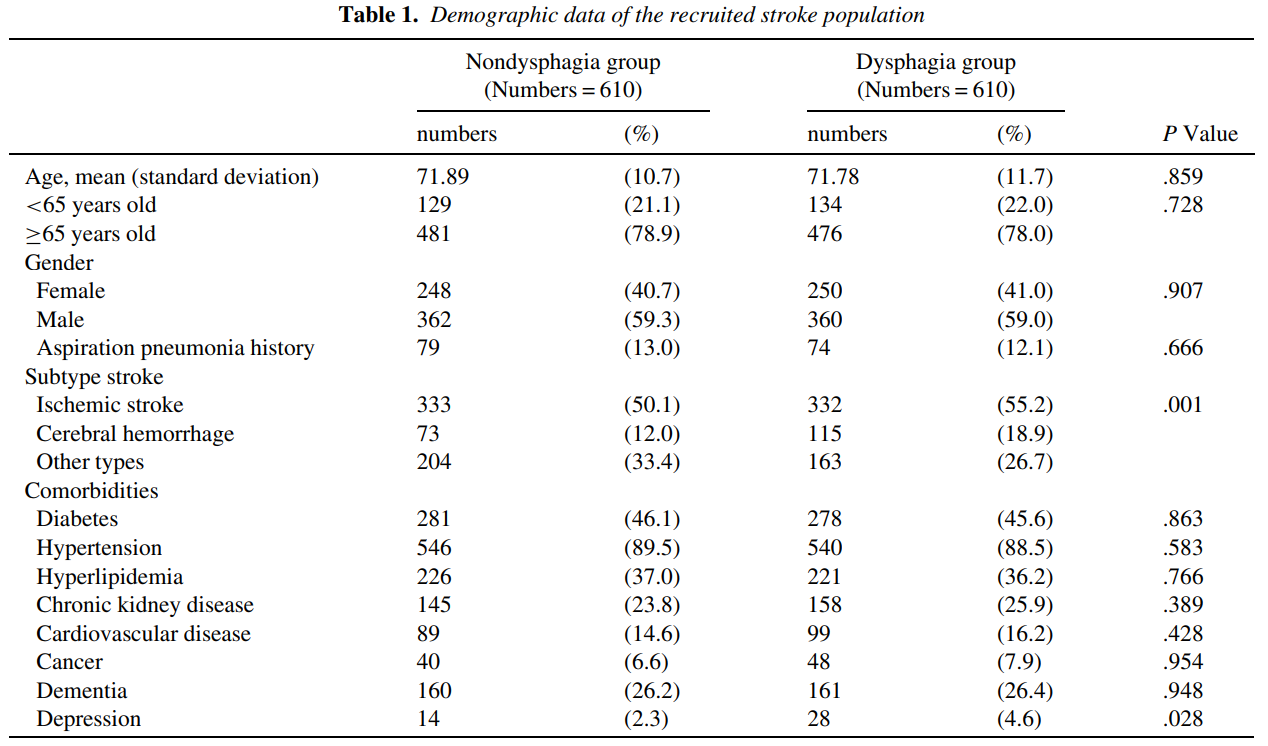 Table 1. Demographic data of the recruited stroke population
Nondysphagia group Dysphagia group
(Numbers = 610) (Numbers = 610)
numbers (%) numbers (%) P Value
Age, mean (standard deviation) 71.89 (10.7) 71.78 (11.7) .859
<65 years old 129 (21.1) 134 (22.0) .728
≥65 years old 481 (78.9) 476 (78.0)
Gender
Female 248 (40.7) 250 (41.0) .907
Male 362 (59.3) 360 (59.0)
Aspiration pneumonia history 79 (13.0) 74 (12.1) .666
Subtype stroke
Ischemic stroke 333 (50.1) 332 (55.2) .001
Cerebral hemorrhage 73 (12.0) 115 (18.9)
Other types 204 (33.4) 163 (26.7)
Comorbidities
Diabetes 281 (46.1) 278 (45.6) .863
Hypertension 546 (89.5) 540 (88.5) .583
Hyperlipidemia 226 (37.0) 221 (36.2) .766
Chronic kidney disease 145 (23.8) 158 (25.9) .389
Cardiovascular disease 89 (14.6) 99 (16.2) .428
Cancer 40 (6.6) 48 (7.9) .954
Dementia 160 (26.2) 161 (26.4) .948
Depression 14 (2.3) 28 (4.6) .028